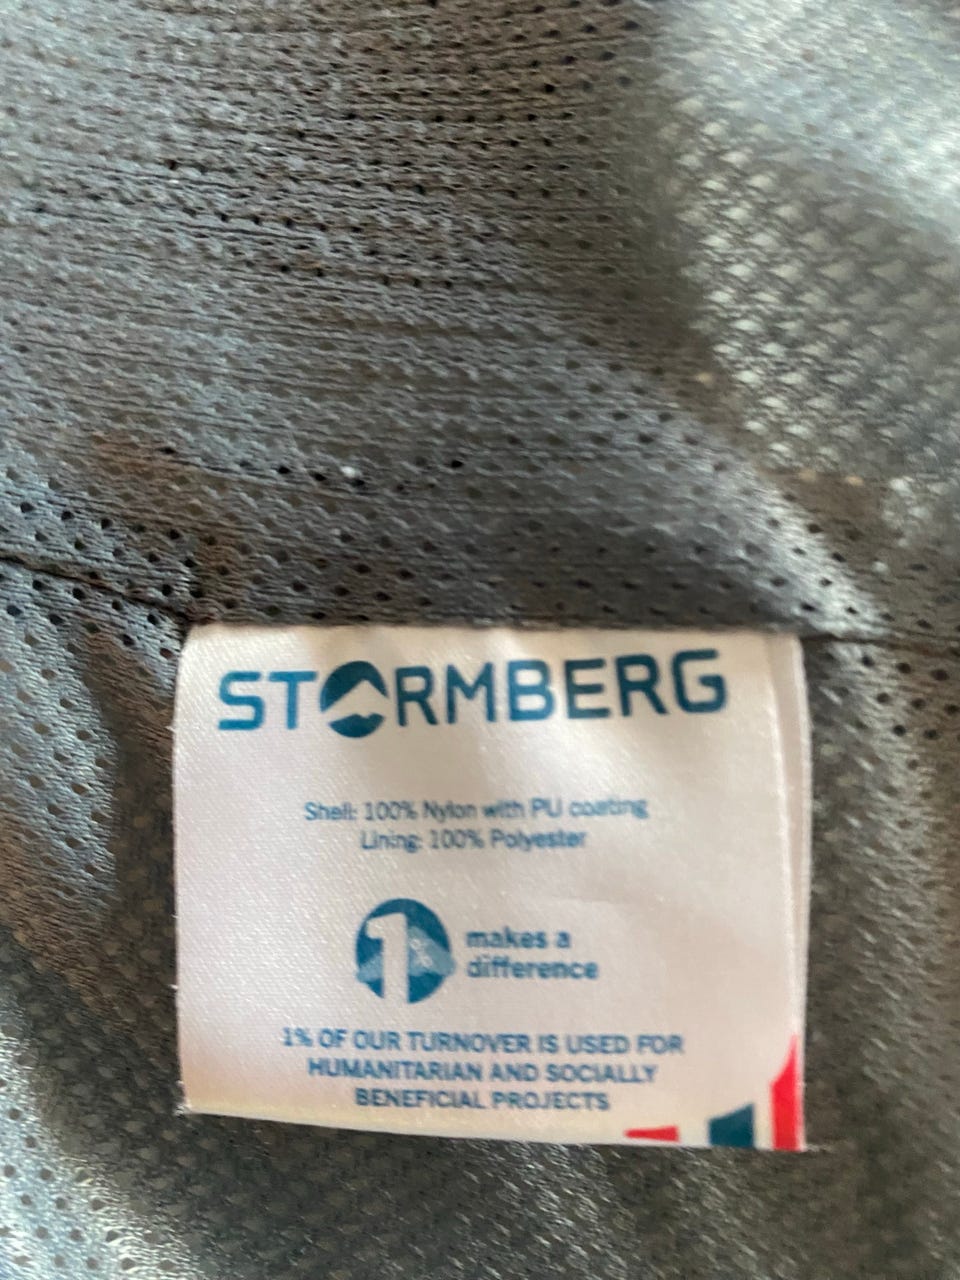 STORMBERG
Shell: 100% Nylon with PU coating
Lining: 100% Polyester
1%
makes a
difference
1% OF OUR TURNOVER IS USED FOR
HUMANITARIAN AND SOCIALLY
BENEFICIAL PROJECTS